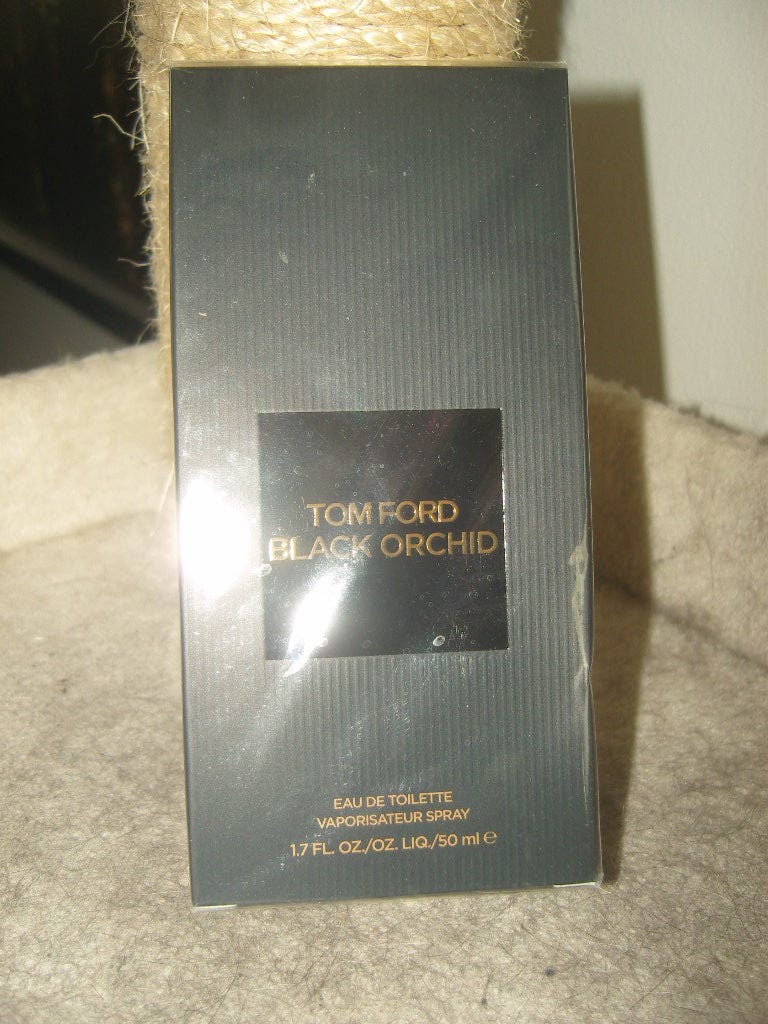 TOM FORD
BLACK ORCHID
EAU DE TOILETTE
VAPORISATEUR SPRAY
1.7 FL. OZ./OZ. LIQ./50 ml ℮